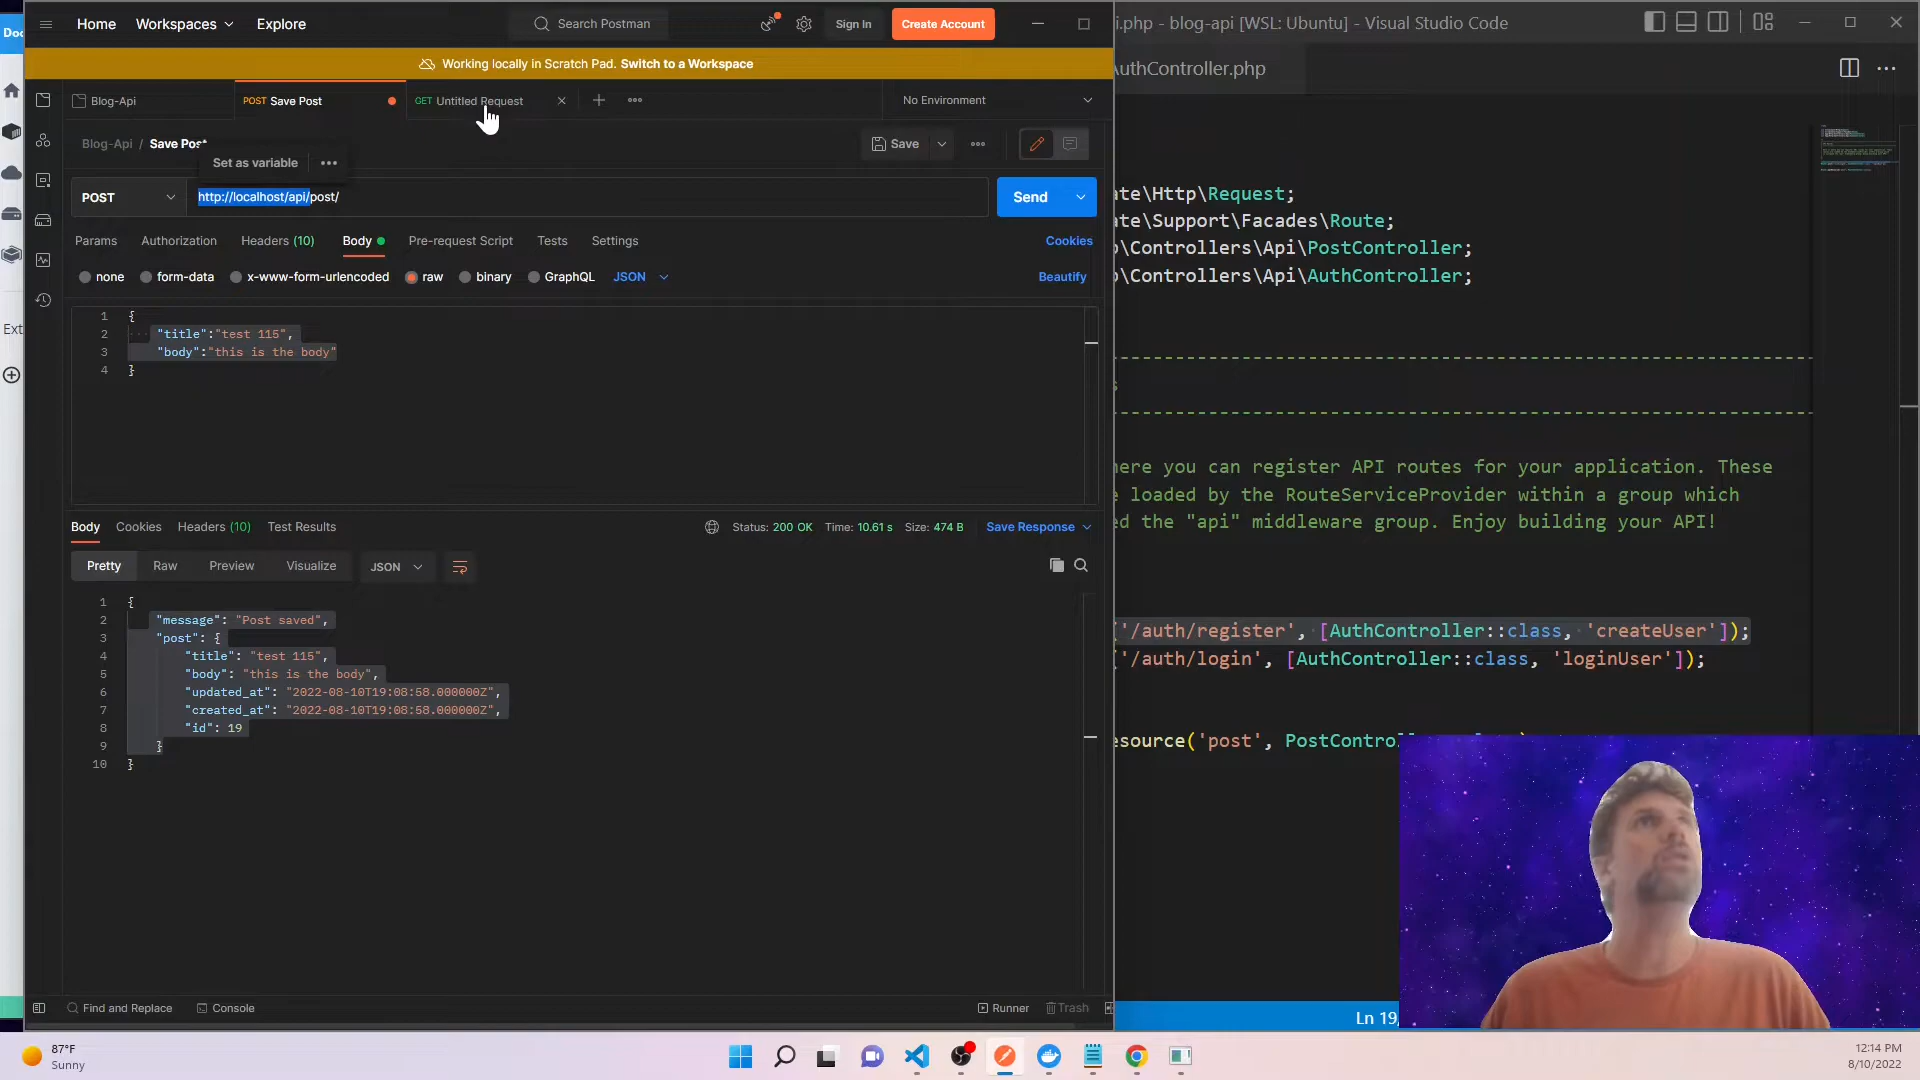 Doc
Home
Workspaces
Explore
Search Postman
Sign In
Create Account
i.php - blog-api [WSL: Ubuntu] - Visual Studio Code
Working locally in Scratch Pad. Switch to a Workspace
AuthController.php
Blog-Api
POST Save Post
GET Untitled Request
No Environment
Blog-Api / Save Post
Save
Set as variable
POST
http://localhost/api/post/
Send
Params
Authorization
Headers (10)
Body
Pre-request Script
Tests
Settings
Cookies
none
form-data
x-www-form-urlencoded
raw
binary
GraphQL
JSON
Beautify
Ext
1 {
2 "title":"test 115",
3 "body":"this is the body"
4 }
Body
Cookies
Headers (10)
Test Results
Status: 200 OK
Time: 10.61 s
Size: 474 B
Save Response
Pretty
Raw
Preview
Visualize
JSON
1 {
2 "message": "Post saved",
3 "post": {
4 "title": "test 115",
5 "body": "this is the body",
6 "updated_at": "2022-08-10T19:08:58.000000Z",
7 "created_at": "2022-08-10T19:08:58.000000Z",
8 "id": 19
9 }
10 }
ate\Http\Request;
ate\Support\Facades\Route;
p\Controllers\Api\PostController;
p\Controllers\Api\AuthController;
--------------------------------------------------------------
s
--------------------------------------------------------------
here you can register API routes for your application. These
e loaded by the RouteServiceProvider within a group which
ed the "api" middleware group. Enjoy building your API!
('/auth/register', [AuthController::class, 'createUser']);
('/auth/login', [AuthController::class, 'loginUser']);
esource('post', PostContro
Find and Replace
Console
Runner
Trash
Ln 19,
87°F
Sunny
12:14 PM
8/10/2022